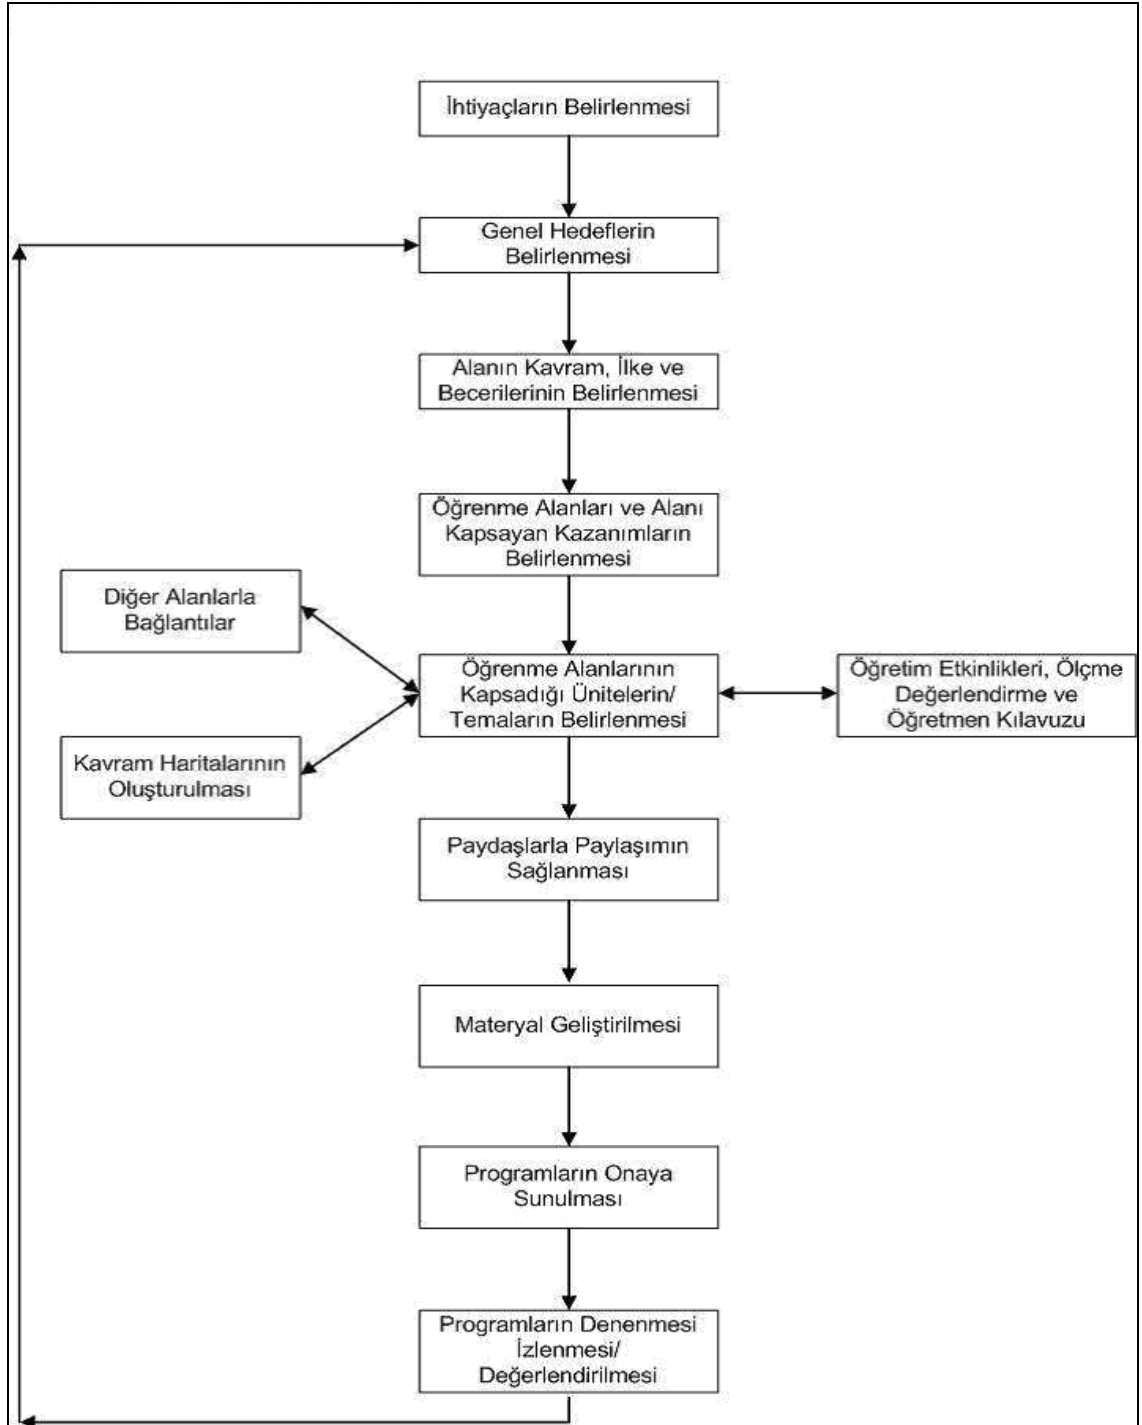 İhtiyaçların Belirlenmesi
Genel Hedeflerin
Belirlenmesi
Alanın Kavram, İlke ve
Becerilerinin Belirlenmesi
Öğrenme Alanları ve Alanı
Kapsayan Kazanımların
Belirlenmesi
Diğer Alanlarla
Bağlantılar
Öğrenme Alanlarının
Kapsadığı Ünitelerin/
Temaların Belirlenmesi
Öğretim Etkinlikleri, Ölçme
Değerlendirme ve
Öğretmen Kılavuzu
Kavram Haritalarının
Oluşturulması
Paydaşlarla Paylaşımın
Sağlanması
Materyal Geliştirilmesi
Programların Onaya
Sunulması
Programların Denenmesi
İzlenmesi/
Değerlendirilmesi